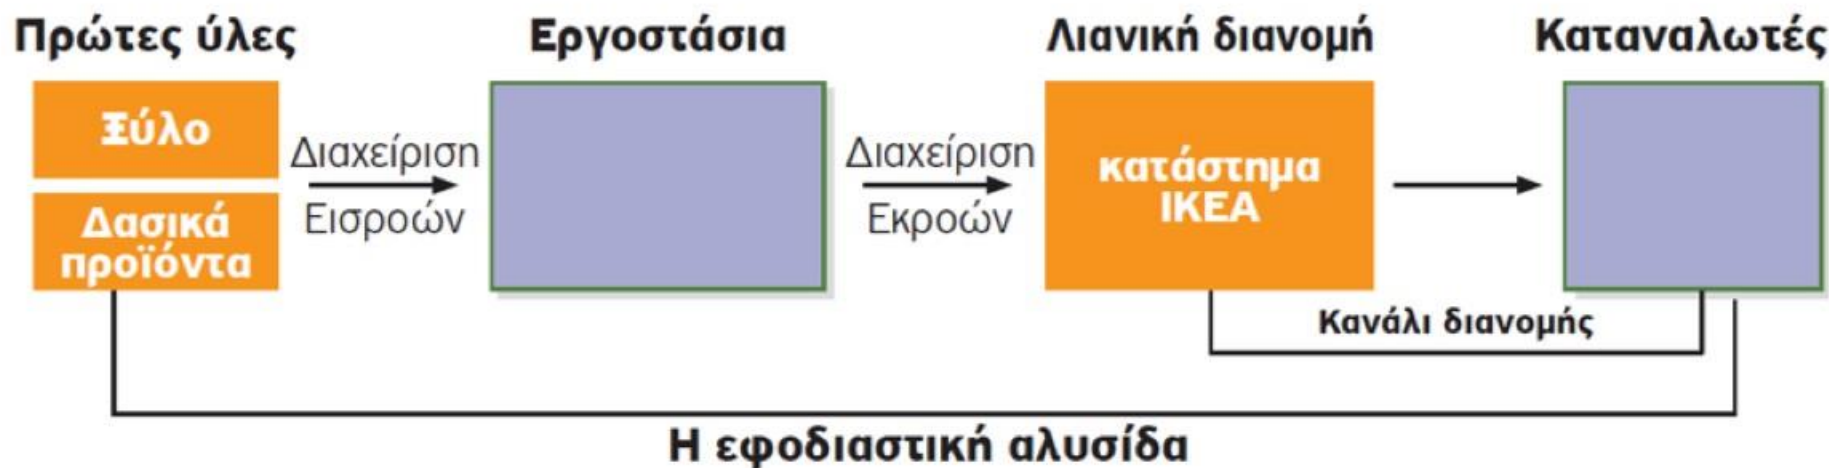 Πρώτες ύλες
Εργοστάσια
Λιανική διανομή
Καταναλωτές
Ξύλο
Δασικά
προϊόντα
Διαχείριση
Εισροών
Διαχείριση
Εκροών
κατάστημα
ΙΚΕΑ
Κανάλι διανομής
Η εφοδιαστική αλυσίδα